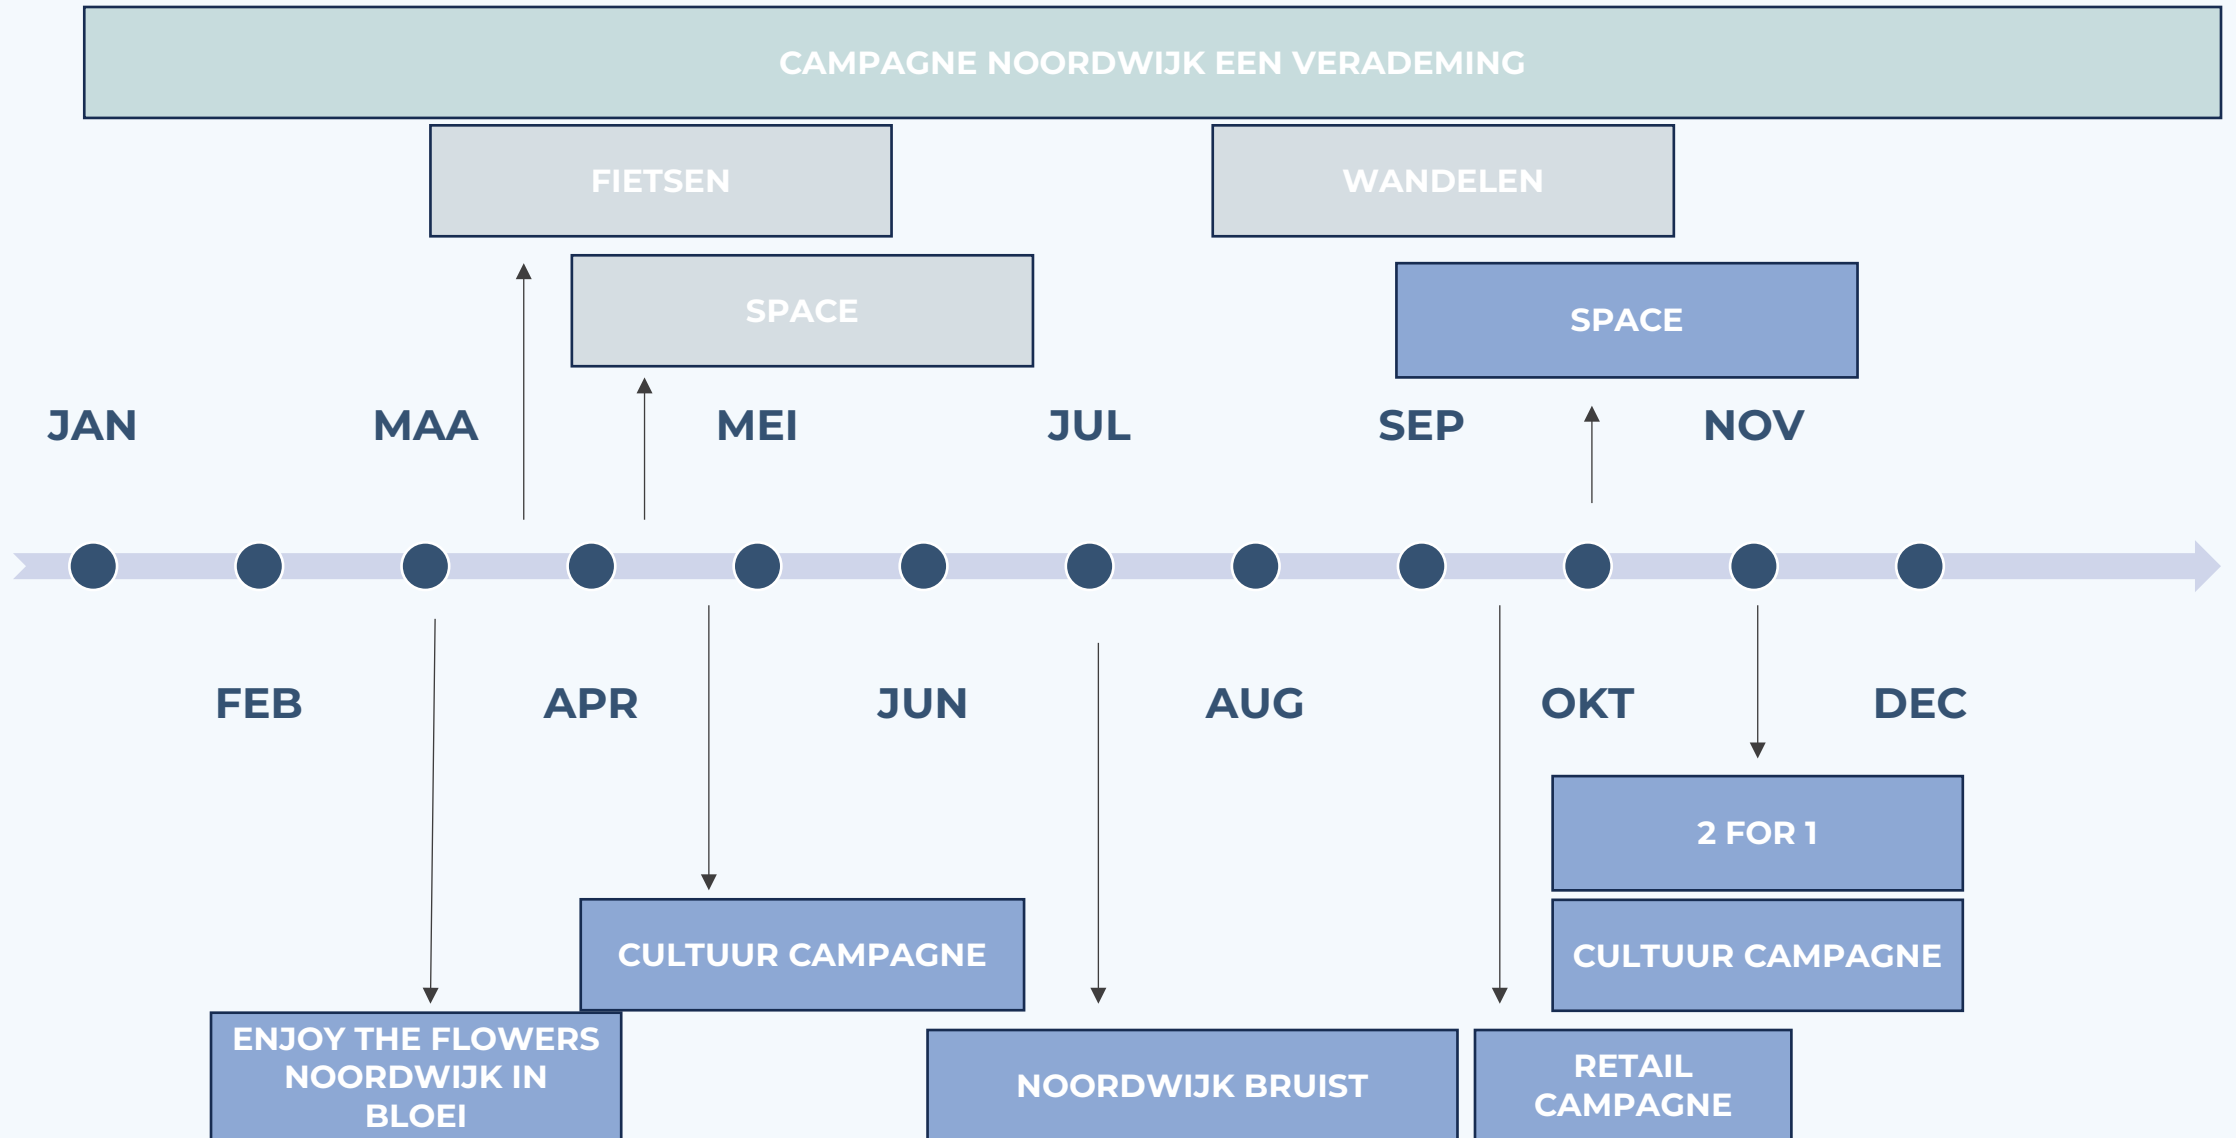 CAMPAGNE NOORDWIJK EEN VERADEMING
FIETSEN
WANDELEN
SPACE
SPACE
JAN
MAA
MEI
JUL
SEP
NOV
FEB
APR
JUN
AUG
OKT
DEC
2 FOR 1
CULTUUR CAMPAGNE
CULTUUR CAMPAGNE
ENJOY THE FLOWERS
NOORDWIJK IN
BLOEI
NOORDWIJK BRUIST
RETAIL
CAMPAGNE